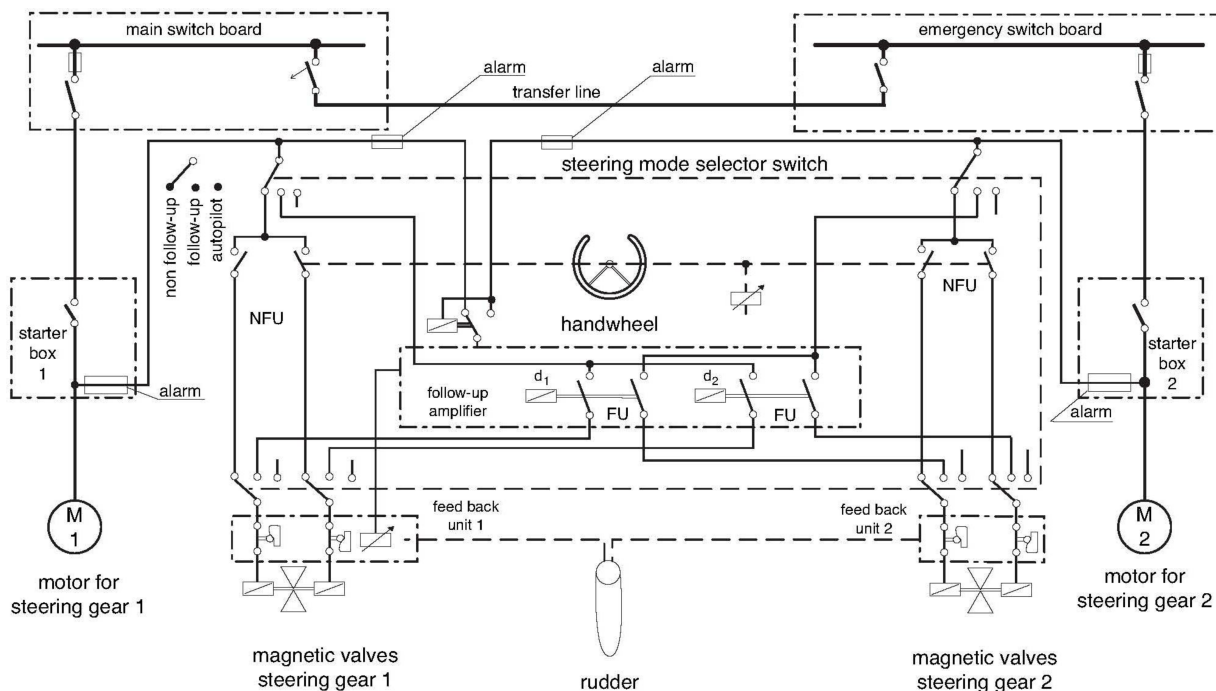 main switch board
emergency switch board
alarm
alarm
transfer line
steering mode selector switch
non follow-up
follow-up
autopilot
NFU
handwheel
NFU
starter
box
1
starter
box
2
d1
d2
follow-up
amplifier
FU
FU
alarm
alarm
M
1
feed back
unit 1
feed back
unit 2
M
2
motor for
steering gear 1
motor for
steering gear 2
magnetic valves
steering gear 1
rudder
magnetic valves
steering gear 2